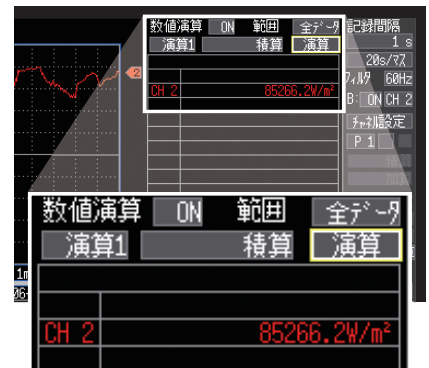 数値演算 ON 範囲 全ﾃﾞｰﾀ
演算1 積算 演算
CH 2 85266.2W/m²
2
記録間隔
1 s
20s/ﾏｽ
ﾌｨﾙﾀ 60Hz
B: ON CH 2
ﾁｬﾈﾙ設定
P 1
数値演算 ON 範囲 全ﾃﾞｰﾀ
演算1 積算 演算
CH 2 85266.2W/m²